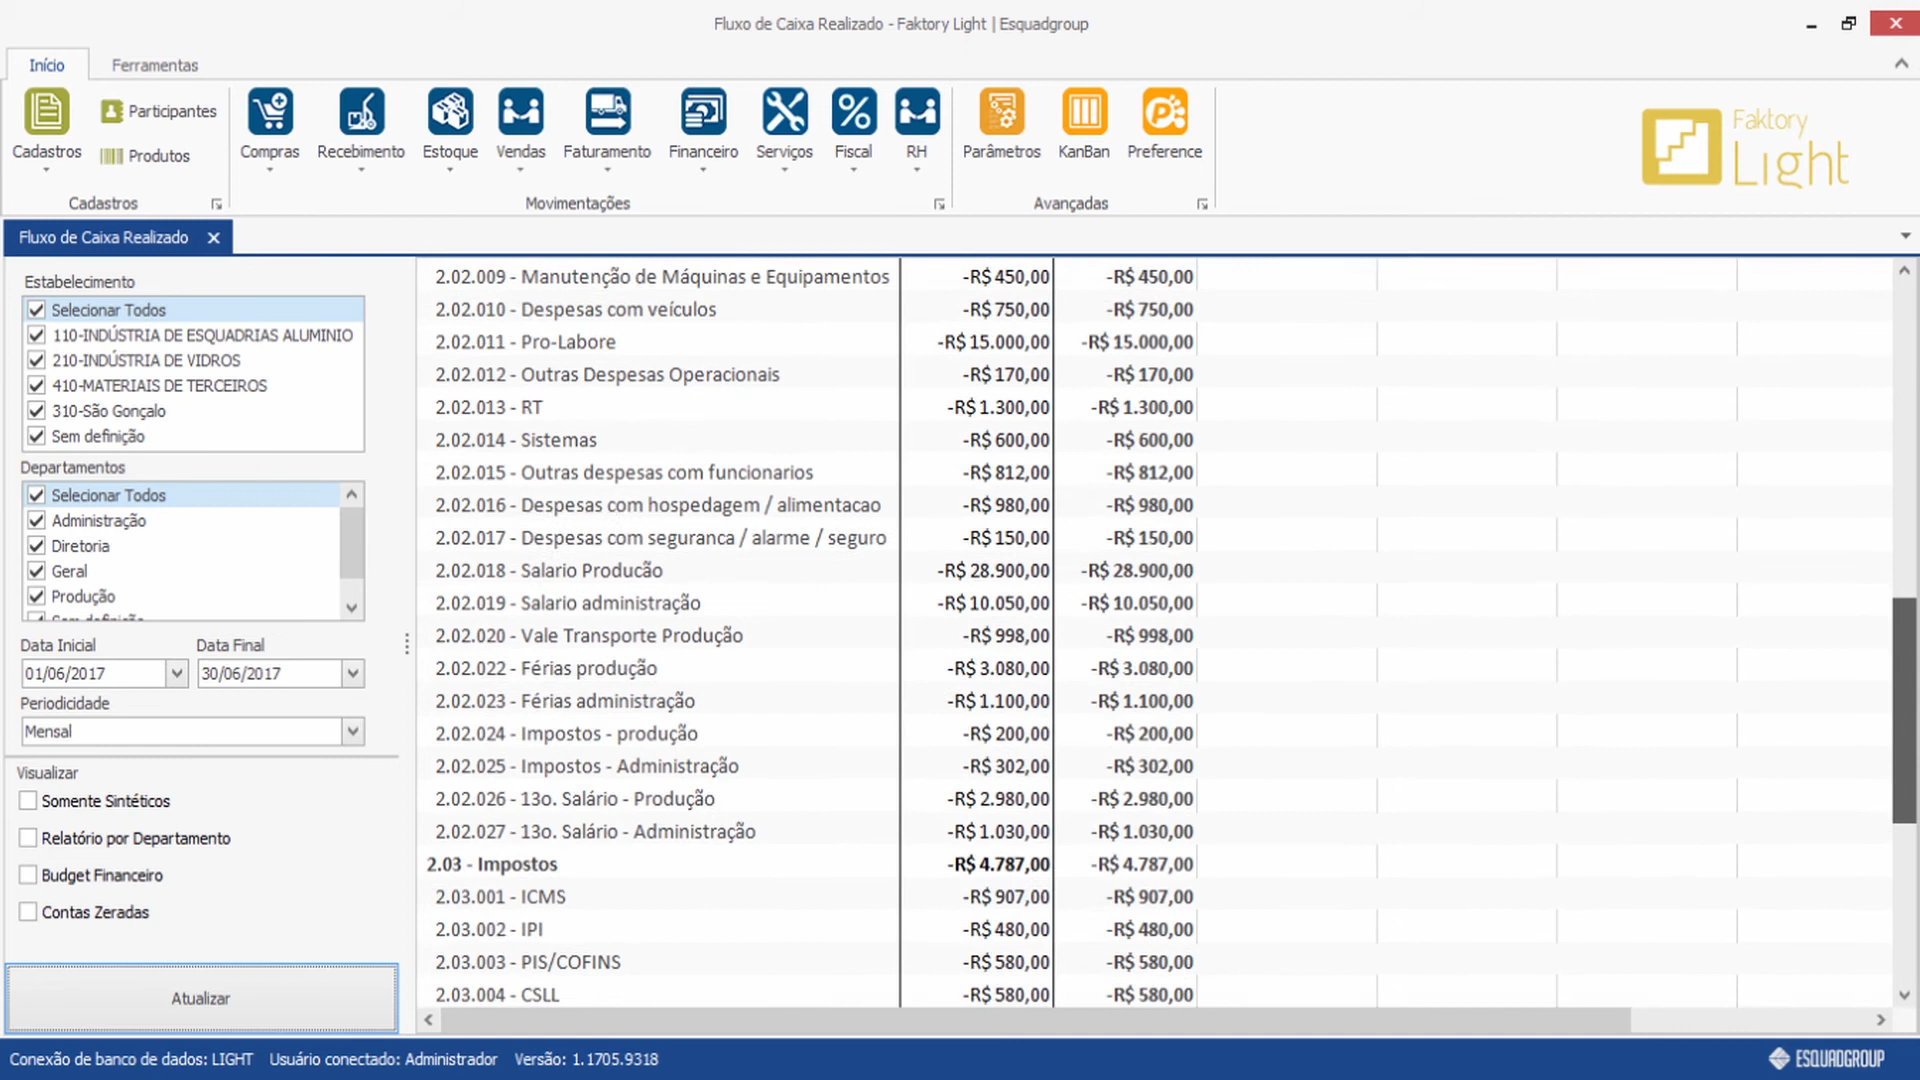 Fluxo de Caixa Realizado - Faktory Light | Esquadgroup
Início
Ferramentas
Cadastros
Participantes
Produtos
Cadastros
Compras
Recebimento
Estoque
Vendas
Faturamento
Financeiro
Serviços
Fiscal
RH
Movimentações
Parâmetros
KanBan
Preference
Avançadas
Faktory
Light
Fluxo de Caixa Realizado
Estabelecimento
Selecionar Todos
110-INDÚSTRIA DE ESQUADRIAS ALUMINIO
210-INDÚSTRIA DE VIDROS
410-MATERIAIS DE TERCEIROS
310-São Gonçalo
Sem definição
Departamentos
Selecionar Todos
Administração
Diretoria
Geral
Produção
Sem definição
Data Inicial
Data Final
01/06/2017
30/06/2017
Periodicidade
Mensal
Visualizar
Somente Sintéticos
Relatório por Departamento
Budget Financeiro
Contas Zeradas
Atualizar
2.02.009 - Manutenção de Máquinas e Equipamentos -R$ 450,00 -R$ 450,00
2.02.010 - Despesas com veículos -R$ 750,00 -R$ 750,00
2.02.011 - Pro-Labore -R$ 15.000,00 -R$ 15.000,00
2.02.012 - Outras Despesas Operacionais -R$ 170,00 -R$ 170,00
2.02.013 - RT -R$ 1.300,00 -R$ 1.300,00
2.02.014 - Sistemas -R$ 600,00 -R$ 600,00
2.02.015 - Outras despesas com funcionarios -R$ 812,00 -R$ 812,00
2.02.016 - Despesas com hospedagem / alimentacao -R$ 980,00 -R$ 980,00
2.02.017 - Despesas com seguranca / alarme / seguro -R$ 150,00 -R$ 150,00
2.02.018 - Salario Producão -R$ 28.900,00 -R$ 28.900,00
2.02.019 - Salario administração -R$ 10.050,00 -R$ 10.050,00
2.02.020 - Vale Transporte Produção -R$ 998,00 -R$ 998,00
2.02.022 - Férias produção -R$ 3.080,00 -R$ 3.080,00
2.02.023 - Férias administração -R$ 1.100,00 -R$ 1.100,00
2.02.024 - Impostos - produção -R$ 200,00 -R$ 200,00
2.02.025 - Impostos - Administração -R$ 302,00 -R$ 302,00
2.02.026 - 13o. Salário - Produção -R$ 2.980,00 -R$ 2.980,00
2.02.027 - 13o. Salário - Administração -R$ 1.030,00 -R$ 1.030,00
2.03 - Impostos -R$ 4.787,00 -R$ 4.787,00
2.03.001 - ICMS -R$ 907,00 -R$ 907,00
2.03.002 - IPI -R$ 480,00 -R$ 480,00
2.03.003 - PIS/COFINS -R$ 580,00 -R$ 580,00
2.03.004 - CSLL -R$ 580,00 -R$ 580,00
Conexão de banco de dados: LIGHT Usuário conectado: Administrador Versão: 1.1705.9318
ESQUADGROUP